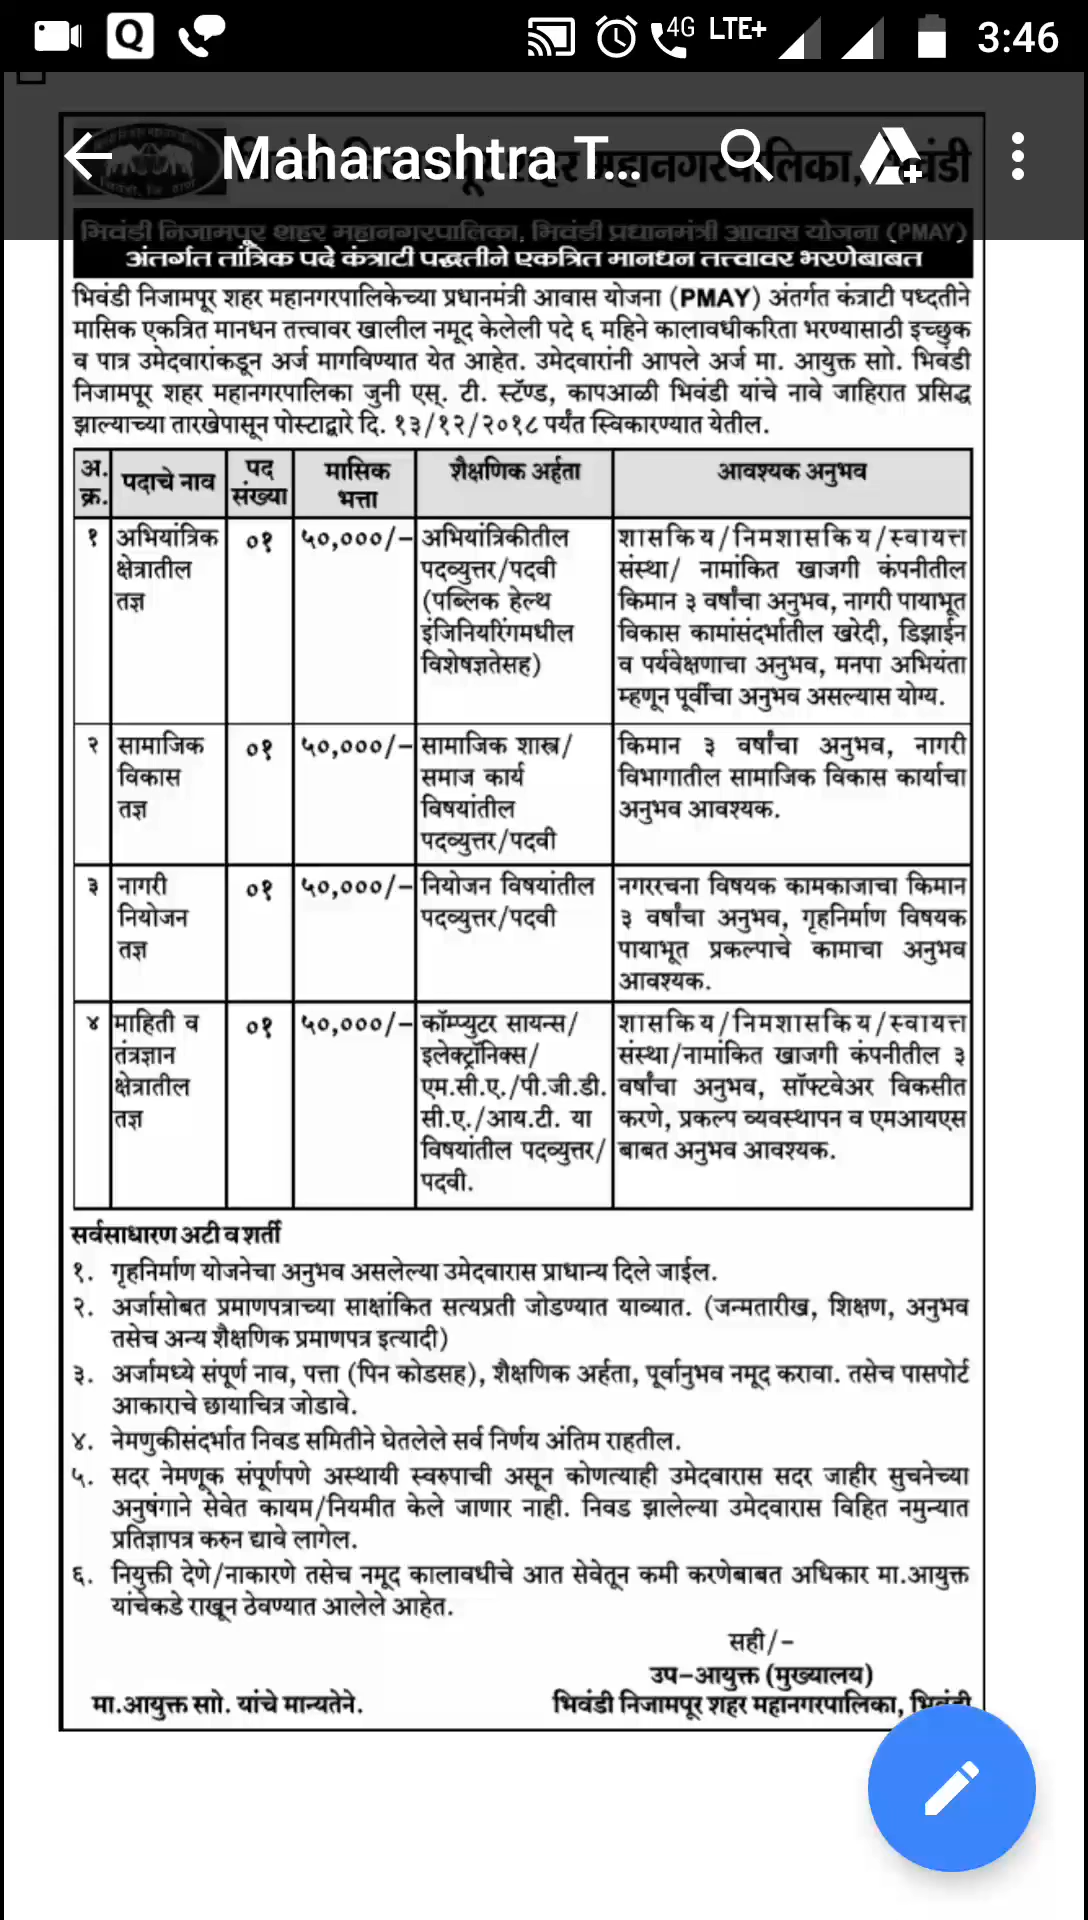 3:46
4G LTE+
Maharashtra T...
भिवंडी निजामपूर शहर महानगरपालिका, भिवंडी
भिवंडी निजामपूर शहर महानगरपालिका, भिवंडी प्रधानमंत्री आवास योजना (PMAY)
अंतर्गत तांत्रिक पदे कंत्राटी पद्धतीने एकत्रित मानधन तत्त्वावर भरणेबाबत
भिवंडी निजामपूर शहर महानगरपालिकेच्या प्रधानमंत्री आवास योजना (PMAY) अंतर्गत कंत्राटी पध्दतीने
मासिक एकत्रित मानधन तत्त्वावर खालील नमूद केलेली पदे ६ महिने कालावधीकरिता भरण्यासाठी इच्छुक
व पात्र उमेदवारांकडून अर्ज मागविण्यात येत आहेत. उमेदवारांनी आपले अर्ज मा. आयुक्त साो. भिवंडी
निजामपूर शहर महानगरपालिका जुनी एस्. टी. स्टॅण्ड, कापआळी भिवंडी यांचे नावे जाहिरात प्रसिद्ध
झाल्याच्या तारखेपासून पोस्टाद्वारे दि. १३/१२/२०१८ पर्यंत स्विकारण्यात येतील.
अ. क्र. पदाचे नाव पद संख्या मासिक भत्ता शैक्षणिक अर्हता आवश्यक अनुभव
१ अभियांत्रिक ०१ ५०,०००/- अभियांत्रिकीतील शासकिय/निमशासकिय/स्वायत्त
क्षेत्रातील पदव्युत्तर/पदवी संस्था/ नामांकित खाजगी कंपनीतील
तज्ञ (पब्लिक हेल्थ किमान ३ वर्षांचा अनुभव, नागरी पायाभूत
इंजिनियरिंगमधील विकास कामांसंदर्भातील खरेदी, डिझाईन
विशेषज्ञतेसह) व पर्यवेक्षणाचा अनुभव, मनपा अभियंता
म्हणून पूर्वीचा अनुभव असल्यास योग्य.
२ सामाजिक ०१ ५०,०००/- सामाजिक शास्त्र/ किमान ३ वर्षांचा अनुभव, नागरी
विकास समाज कार्य विभागातील सामाजिक विकास कार्याचा
तज्ञ विषयांतील अनुभव आवश्यक.
पदव्युत्तर/पदवी
३ नागरी ०१ ५०,०००/- नियोजन विषयांतील नगररचना विषयक कामकाजाचा किमान
नियोजन पदव्युत्तर/पदवी ३ वर्षांचा अनुभव, गृहनिर्माण विषयक
तज्ञ पायाभूत प्रकल्पाचे कामाचा अनुभव
आवश्यक.
४ माहिती व ०१ ५०,०००/- कॉम्प्युटर सायन्स/ शासकिय/निमशासकिय/स्वायत्त
तंत्रज्ञान इलेक्ट्रॉनिक्स/ संस्था/नामांकित खाजगी कंपनीतील ३
क्षेत्रातील एम.सी.ए./पी.जी.डी. वर्षांचा अनुभव, सॉफ्टवेअर विकसीत
तज्ञ सी.ए./आय.टी. या करणे, प्रकल्प व्यवस्थापन व एमआयएस
विषयांतील पदव्युत्तर/ बाबत अनुभव आवश्यक.
पदवी.
सर्वसाधारण अटी व शर्ती
१. गृहनिर्माण योजनेचा अनुभव असलेल्या उमेदवारास प्राधान्य दिले जाईल.
२. अर्जासोबत प्रमाणपत्राच्या साक्षांकित सत्यप्रती जोडण्यात याव्यात. (जन्मतारीख, शिक्षण, अनुभव
तसेच अन्य शैक्षणिक प्रमाणपत्र इत्यादी)
३. अर्जामध्ये संपूर्ण नाव, पत्ता (पिन कोडसह), शैक्षणिक अर्हता, पूर्वानुभव नमूद करावा. तसेच पासपोर्ट
आकाराचे छायाचित्र जोडावे.
४. नेमणुकीसंदर्भात निवड समितीने घेतलेले सर्व निर्णय अंतिम राहतील.
५. सदर नेमणूक संपूर्णपणे अस्थायी स्वरुपाची असून कोणत्याही उमेदवारास सदर जाहीर सुचनेच्या
अनुषंगाने सेवेत कायम/नियमीत केले जाणार नाही. निवड झालेल्या उमेदवारास विहित नमुन्यात
प्रतिज्ञापत्र करुन द्यावे लागेल.
६. नियुक्ती देणे/नाकारणे तसेच नमूद कालावधीचे आत सेवेतून कमी करणेबाबत अधिकार मा.आयुक्त
यांचेकडे राखून ठेवण्यात आलेले आहेत.
सही/-
उप-आयुक्त (मुख्यालय)
मा.आयुक्त साो. यांचे मान्यतेने. भिवंडी निजामपूर शहर महानगरपालिका, भिवंडी